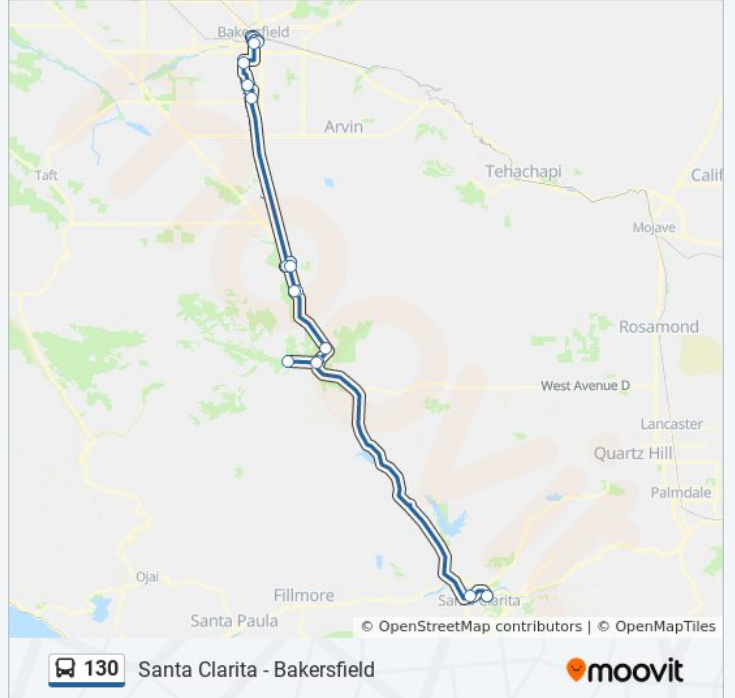 Bakersfield
Arvin
Tehachapi
Taft
Calif
Mojave
Rosamond
West Avenue D
Lancaster
Quartz Hill
Palmdale
Ojai
Fillmore
Santa Clarita
Santa Paula
© OpenStreetMap contributors | © OpenMapTiles
130 Santa Clarita - Bakersfield
moovit
moovit